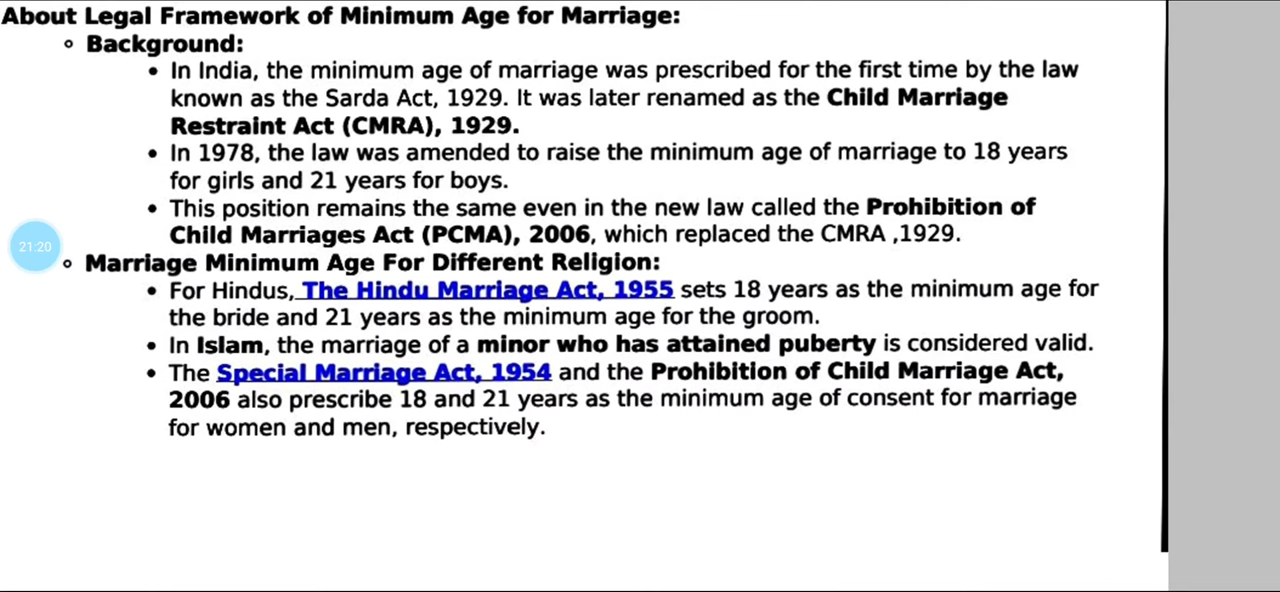 About Legal Framework of Minimum Age for Marriage:
Background:
In India, the minimum age of marriage was prescribed for the first time by the law
known as the Sarda Act, 1929. It was later renamed as the Child Marriage
Restraint Act (CMRA), 1929.
In 1978, the law was amended to raise the minimum age of marriage to 18 years
for girls and 21 years for boys.
This position remains the same even in the new law called the Prohibition of
Child Marriages Act (PCMA), 2006, which replaced the CMRA ,1929.
21:20
Marriage Minimum Age For Different Religion:
For Hindus, The Hindu Marriage Act, 1955 sets 18 years as the minimum age for
the bride and 21 years as the minimum age for the groom.
In Islam, the marriage of a minor who has attained puberty is considered valid.
The Special Marriage Act, 1954 and the Prohibition of Child Marriage Act,
2006 also prescribe 18 and 21 years as the minimum age of consent for marriage
for women and men, respectively.